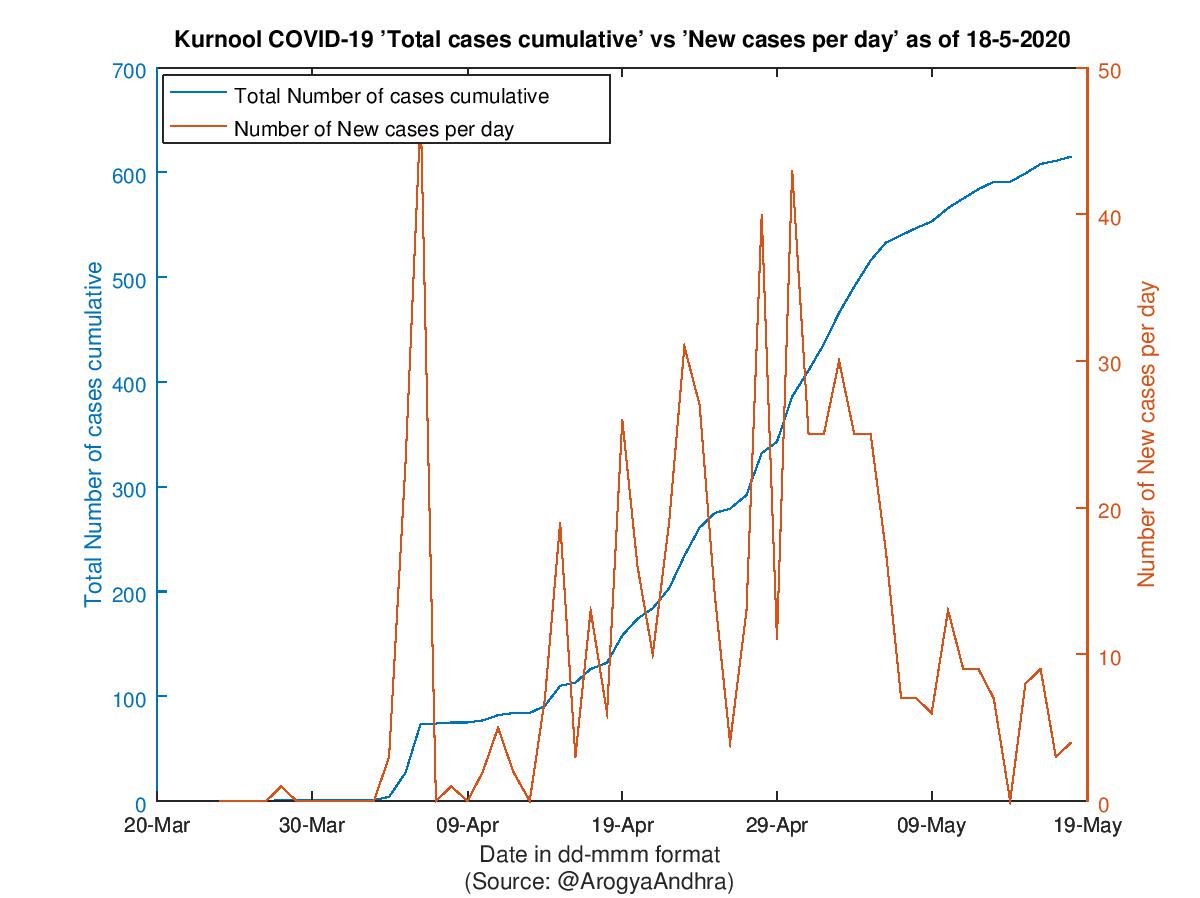 Kurnool COVID-19 ’Total cases cumulative’ vs ’New cases per day’ as of 18-5-2020
Total Number of cases cumulative
Number of New cases per day
700
600
500
400
300
200
100
0
Total Number of cases cumulative
50
40
30
20
10
0
Number of New cases per day
20-Mar 30-Mar 09-Apr 19-Apr 29-Apr 09-May 19-May
Date in dd-mmm format
(Source: @ArogyaAndhra)